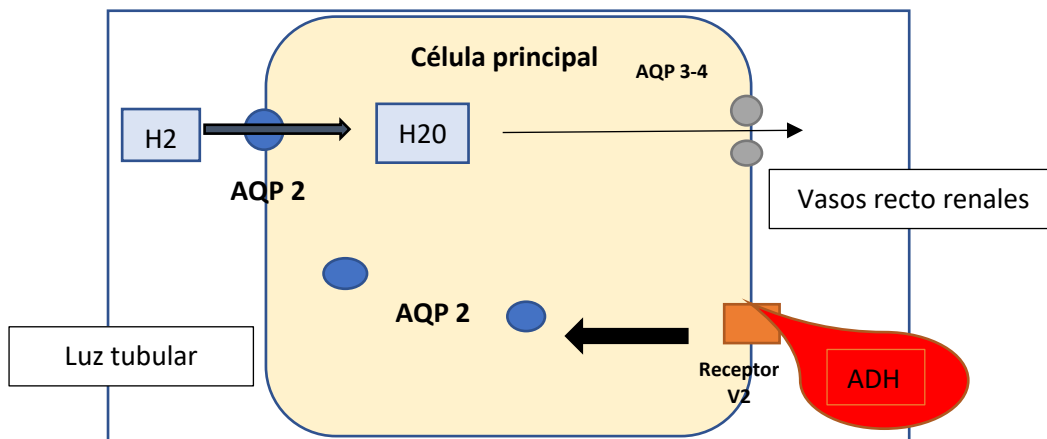 Célula principal
AQP 3-4
H2
H20
AQP 2
Vasos recto renales
AQP 2
Luz tubular
Receptor
V2
ADH